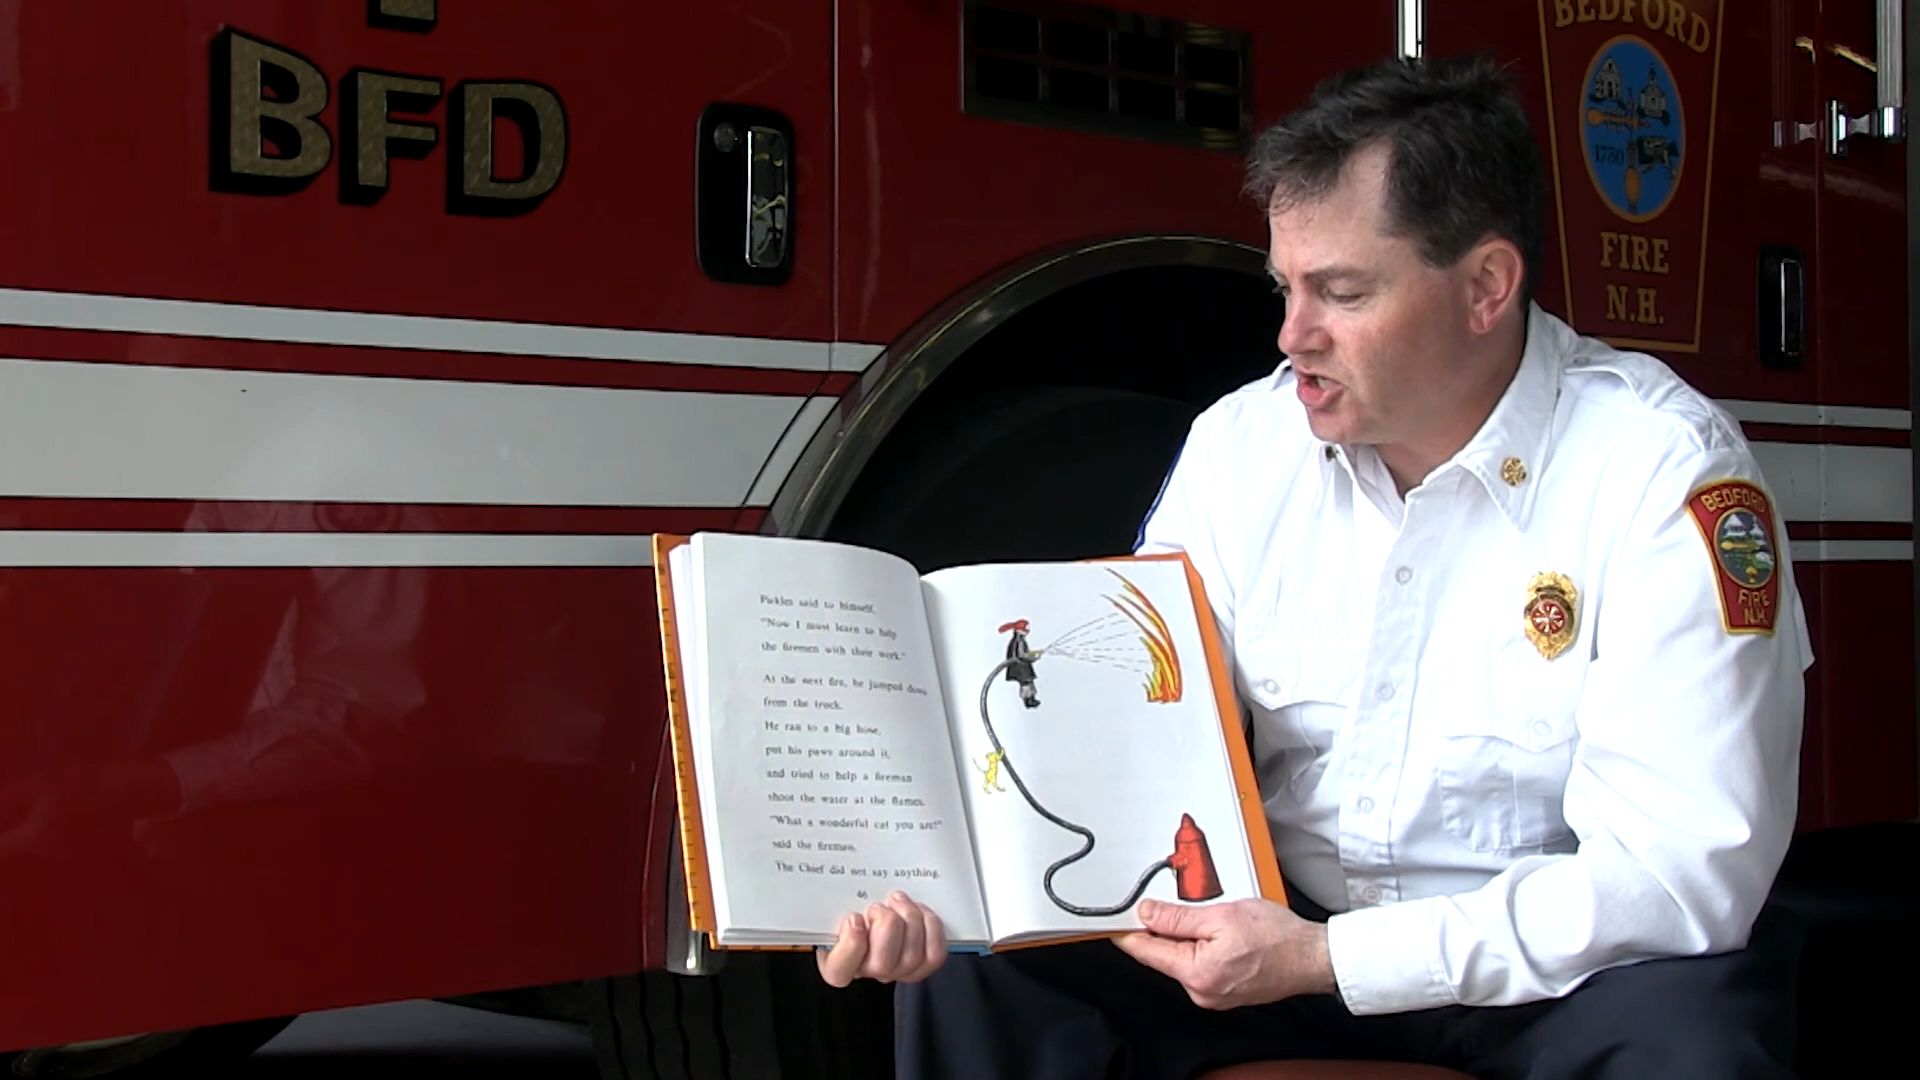 BFD
BEDFORD
1750
FIRE
N.H.
BEDFORD
FIRE
N.H.
Pickles said to himself,
"Now I must learn to help
the firemen with their work."
At the next fire, he jumped down
from the truck.
He ran to a big hose,
put his paws around it,
and tried to help a fireman
shoot the water at the flames.
"What a wonderful cat you are!"
said the firemen.
The Chief did not say anything.
46